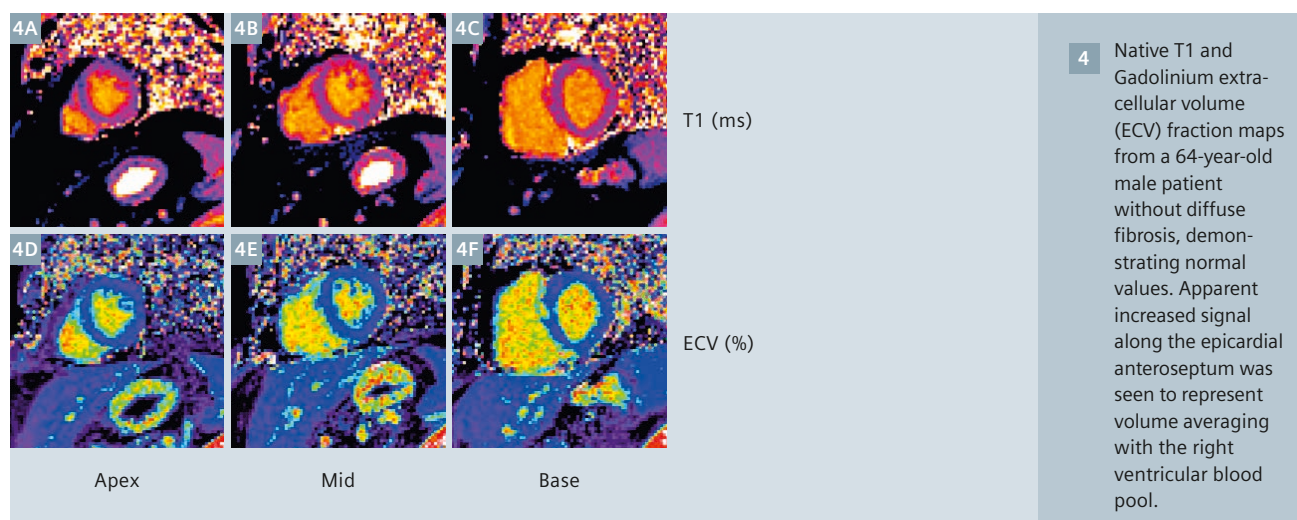 4A
4B
4C
T1 (ms)
4D
4E
4F
ECV (%)
Apex
Mid
Base
4
Native T1 and
Gadolinium extra-
cellular volume
(ECV) fraction maps
from a 64-year-old
male patient
without diffuse
fibrosis, demon-
strating normal
values. Apparent
increased signal
along the epicardial
anteroseptum was
seen to represent
volume averaging
with the right
ventricular blood
pool.